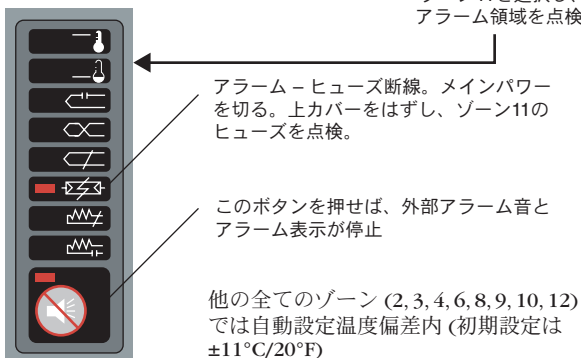 アラーム領域を点検
アラーム – ヒューズ断線。メインパワー
を切る。上カバーをはずし、ゾーン11の
ヒューズを点検。
このボタンを押せば、外部アラーム音と
アラーム表示が停止
他の全てのゾーン (2, 3, 4, 6, 8, 9, 10, 12)
では自動設定温度偏差内 (初期設定は
±11°C/20°F)